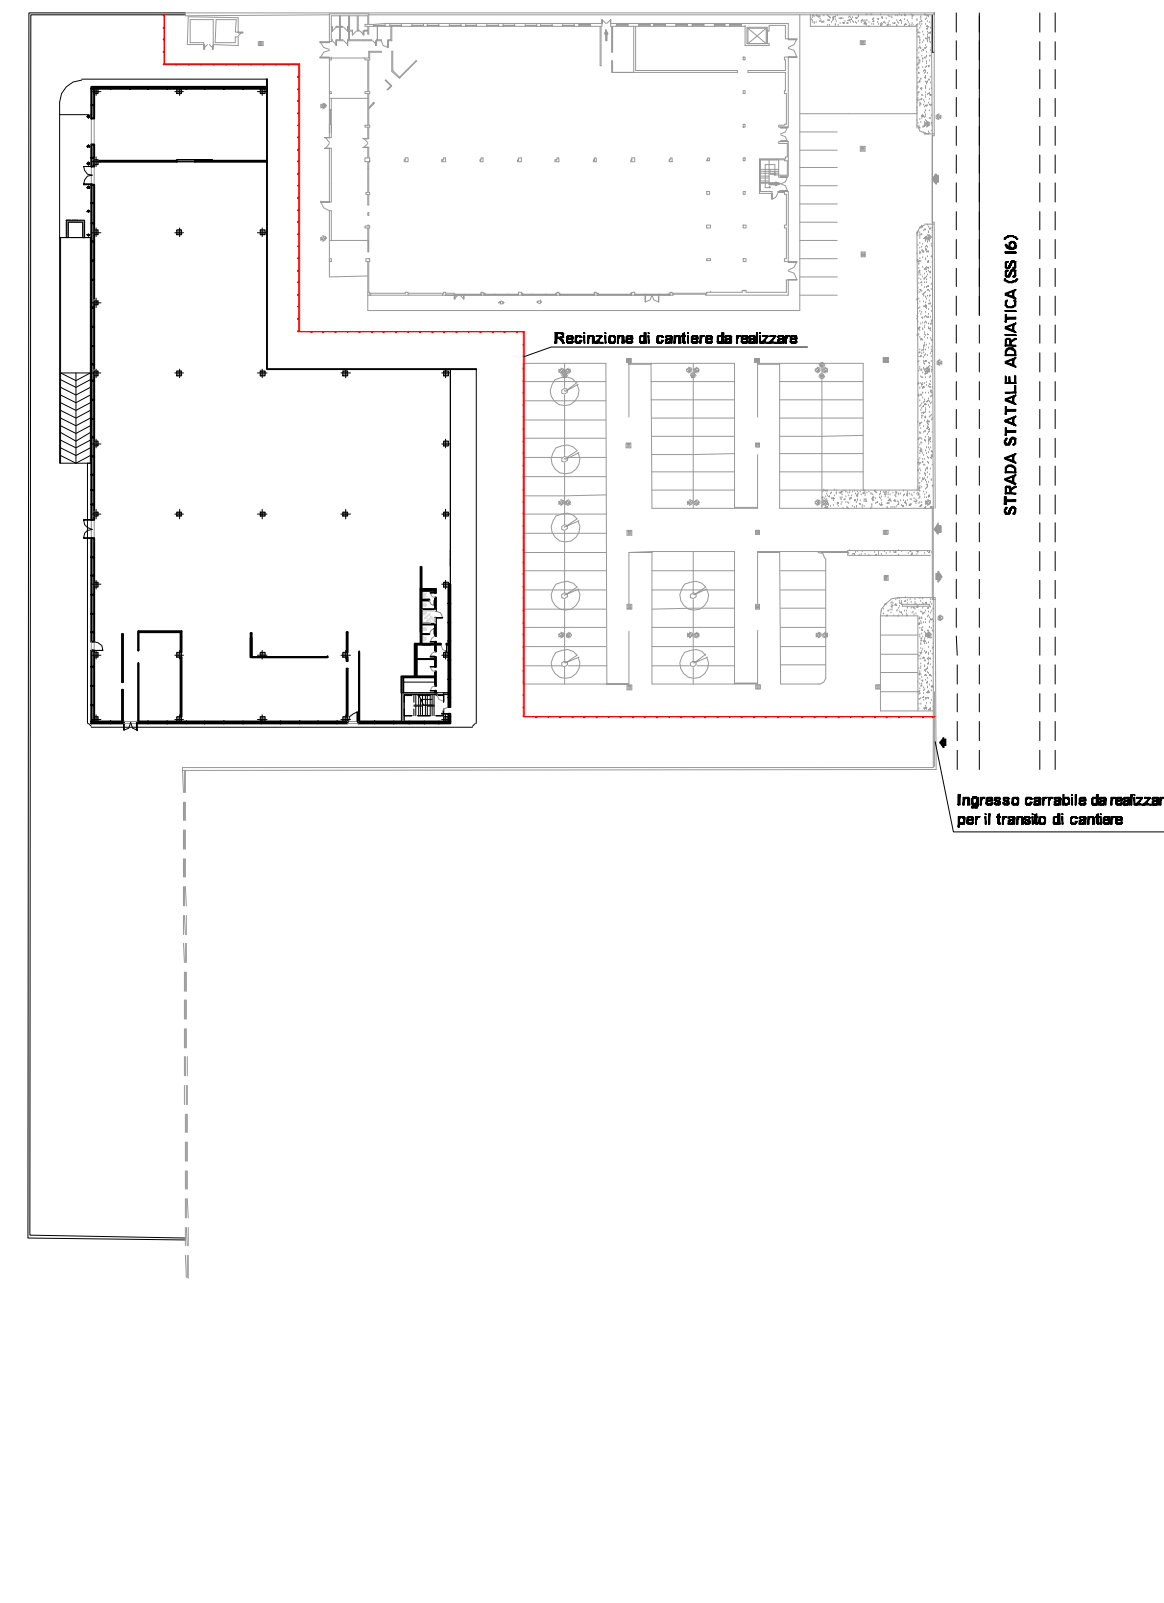 STRADA STATALE ADRIATICA (SS 16)
Recinzione di cantiere da realizzare
Ingresso carrabile da realizzar
per il transito di cantiere